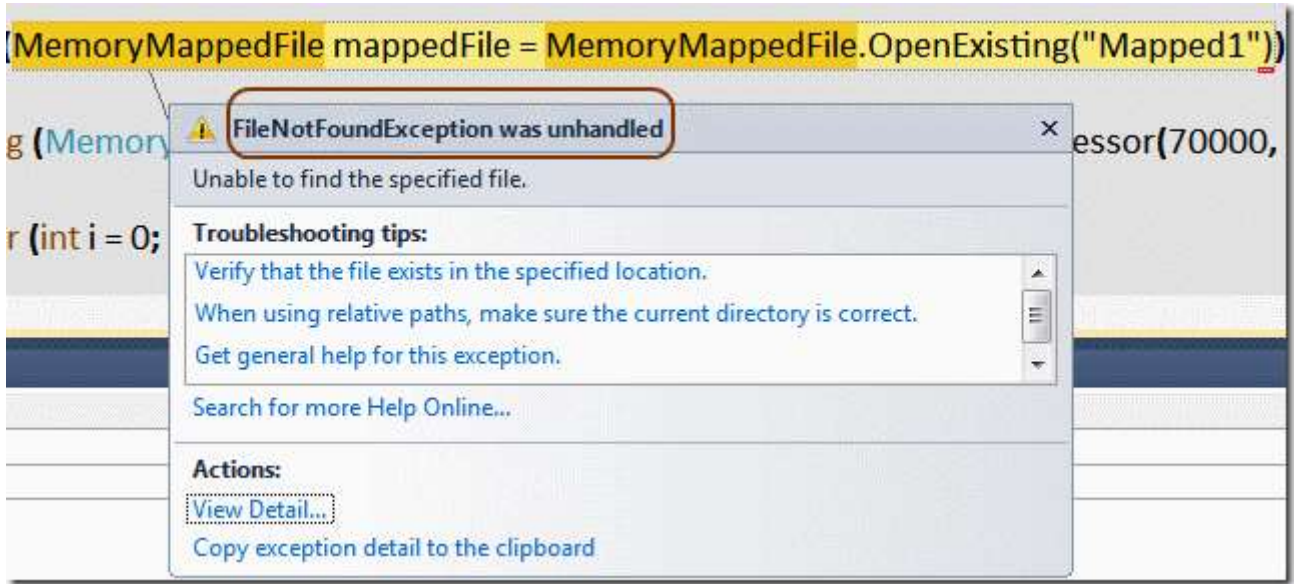 (MemoryMappedFile mappedFile = MemoryMappedFile.OpenExisting("Mapped1"))
FileNotFoundException was unhandled
g (Memory
essor(70000,
Unable to find the specified file.
r (int i = 0;
Troubleshooting tips:
Verify that the file exists in the specified location.
When using relative paths, make sure the current directory is correct.
Get general help for this exception.
Search for more Help Online...
Actions:
View Detail...
Copy exception detail to the clipboard